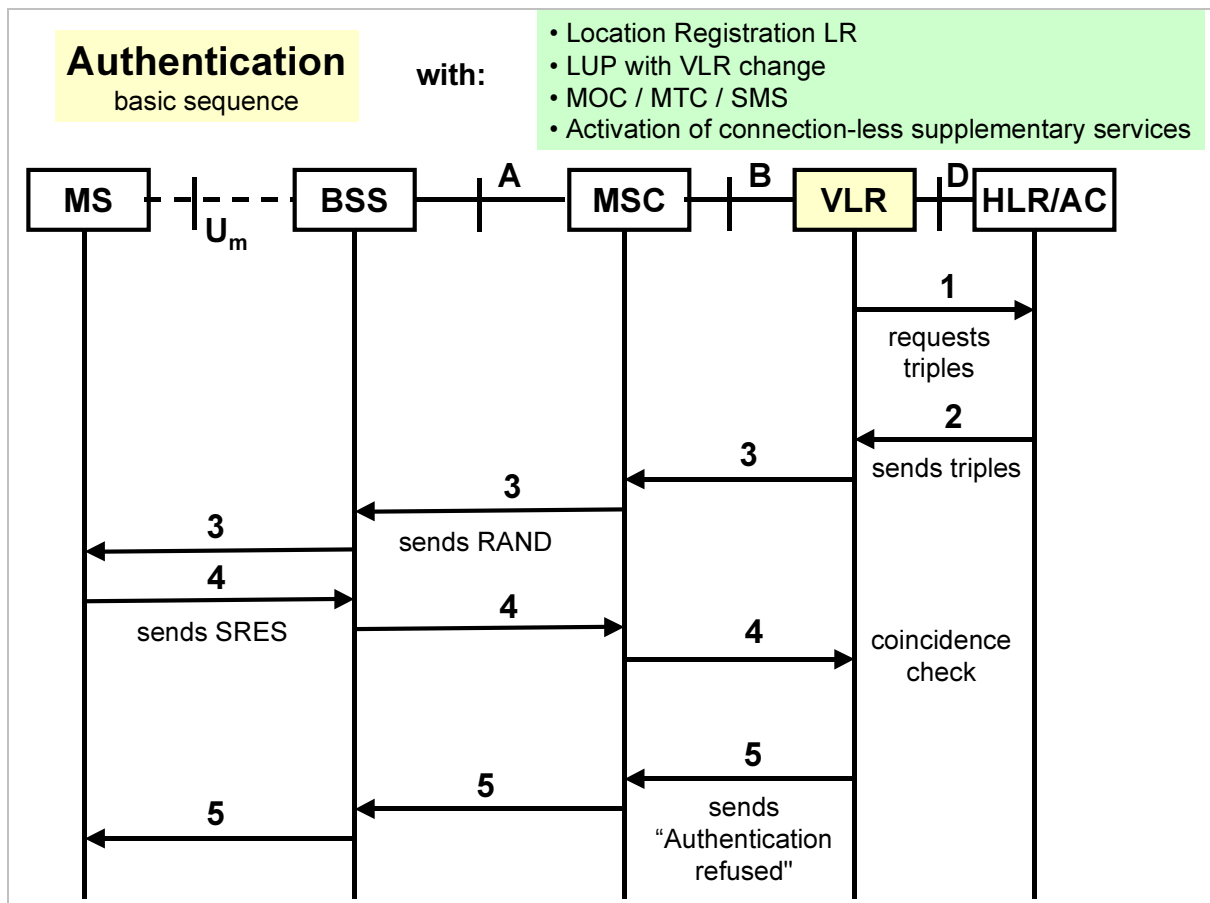 Authentication
basic sequence
with:
• Location Registration LR
• LUP with VLR change
• MOC / MTC / SMS
• Activation of connection-less supplementary services
MS
Um
BSS
A
MSC
B
VLR
D
HLR/AC
1
requests
triples
2
sends triples
3
3
sends RAND
3
4
sends SRES
4
4
coincidence
check
5
sends
“Authentication
refused"
5
5